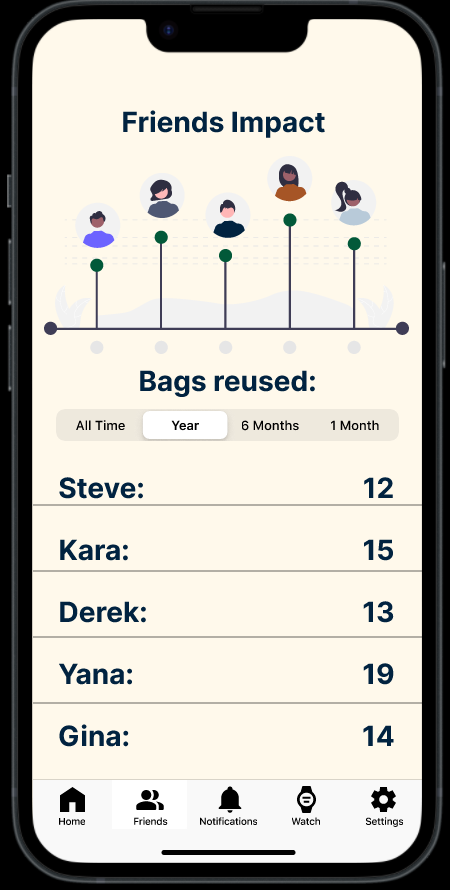 Friends Impact
Bags reused:
All Time Year 6 Months 1 Month
Steve: 12
Kara: 15
Derek: 13
Yana: 19
Gina: 14
Home Friends Notifications Watch Settings